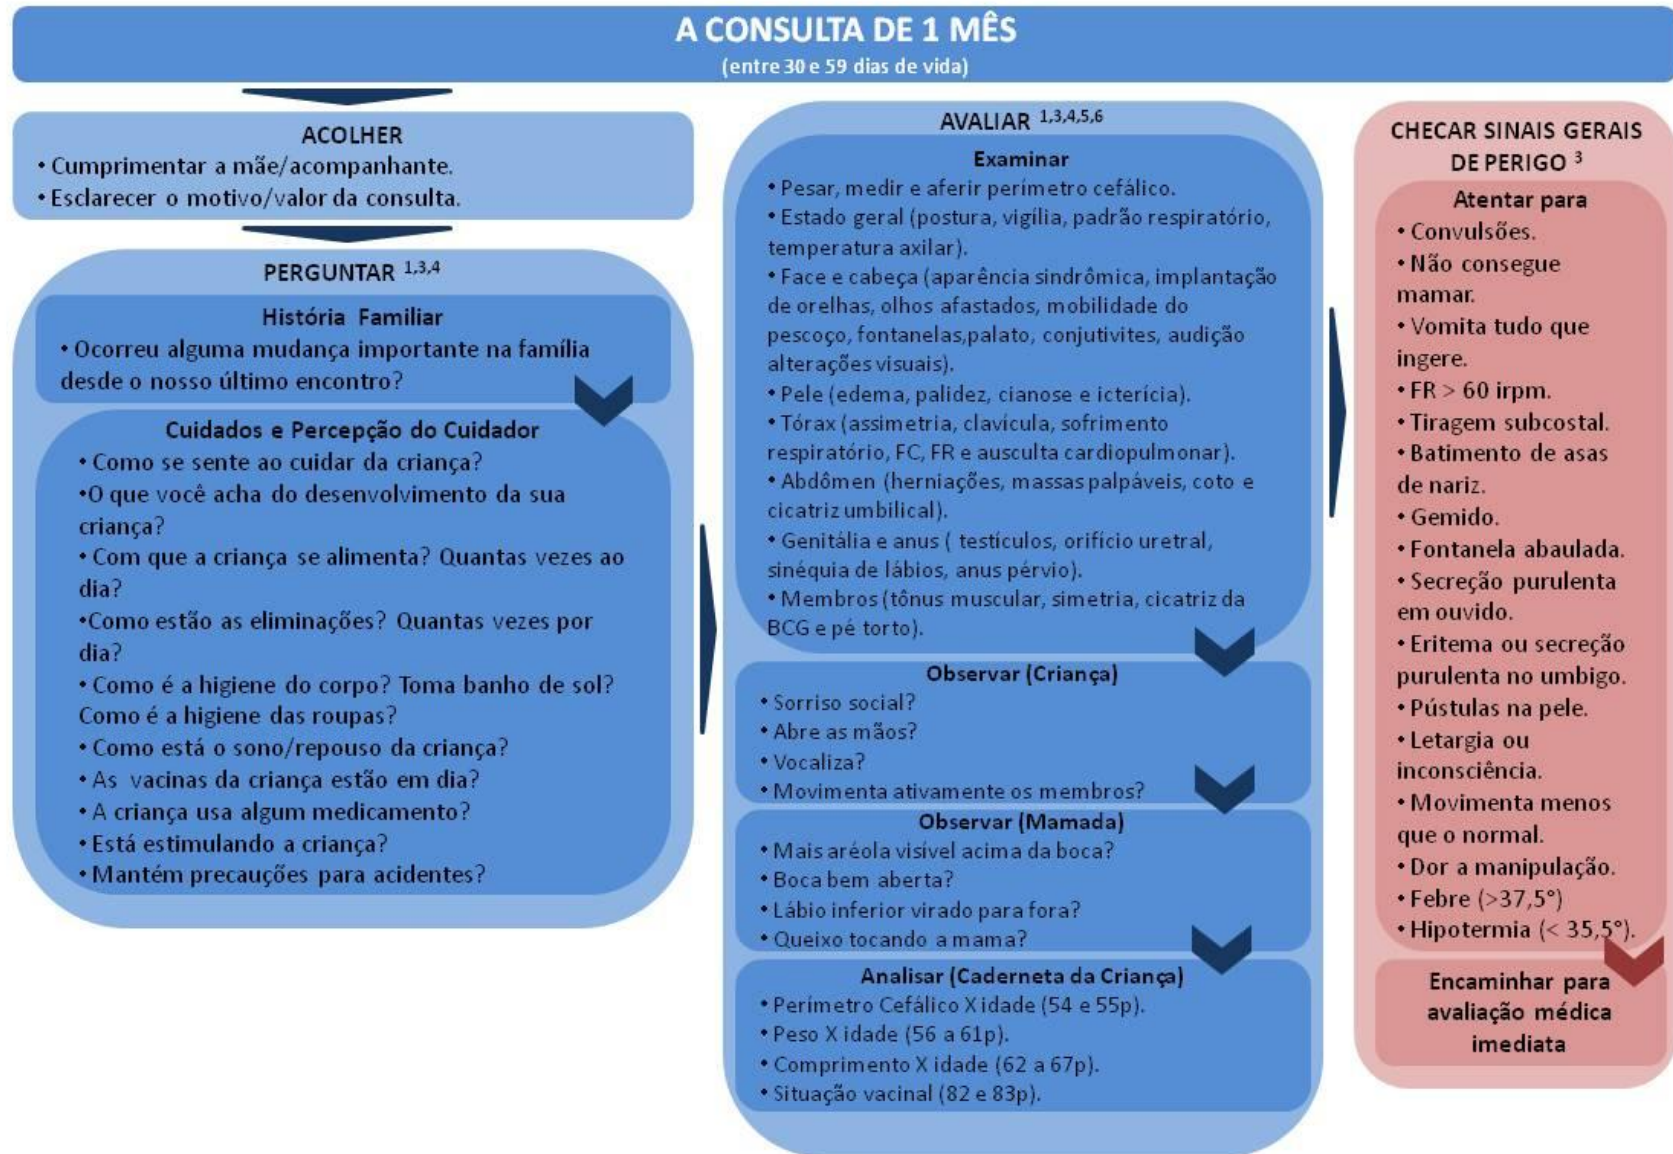 A CONSULTA DE 1 MÊS
(entre 30 e 59 dias de vida)
ACOLHER
• Cumprimentar a mãe/acompanhante.
• Esclarecer o motivo/valor da consulta.
PERGUNTAR 1,3,4
História Familiar
• Ocorreu alguma mudança importante na família
desde o nosso último encontro?
Cuidados e Percepção do Cuidador
• Como se sente ao cuidar da criança?
•O que você acha do desenvolvimento da sua
criança?
• Com que a criança se alimenta? Quantas vezes ao
dia?
•Como estão as eliminações? Quantas vezes por
dia?
• Como é a higiene do corpo? Toma banho de sol?
Como é a higiene das roupas?
• Como está o sono/repouso da criança?
• As vacinas da criança estão em dia?
• A criança usa algum medicamento?
• Está estimulando a criança?
• Mantém precauções para acidentes?
AVALIAR 1,3,4,5,6
Examinar
• Pesar, medir e aferir perímetro cefálico.
• Estado geral (postura, vigília, padrão respiratório,
temperatura axilar).
• Face e cabeça (aparência sindrômica, implantação
de orelhas, olhos afastados, mobilidade do
pescoço, fontanelas,palato, conjutivites, audição
alterações visuais).
• Pele (edema, palidez, cianose e icterícia).
• Tórax (assimetria, clavícula, sofrimento
respiratório, FC, FR e ausculta cardiopulmonar).
• Abdômen (herniações, massas palpáveis, coto e
cicatriz umbilical).
• Genitália e anus ( testículos, orifício uretral,
sinéquia de lábios, anus pérvio).
• Membros (tônus muscular, simetria, cicatriz da
BCG e pé torto).
Observar (Criança)
• Sorriso social?
• Abre as mãos?
• Vocaliza?
• Movimenta ativamente os membros?
Observar (Mamada)
• Mais aréola visível acima da boca?
• Boca bem aberta?
• Lábio inferior virado para fora?
• Queixo tocando a mama?
Analisar (Caderneta da Criança)
• Perímetro Cefálico X idade (54 e 55p).
• Peso X idade (56 a 61p).
• Comprimento X idade (62 a 67p).
• Situação vacinal (82 e 83p).
CHECAR SINAIS GERAIS
DE PERIGO 3
Atentar para
• Convulsões.
• Não consegue
mamar.
• Vomita tudo que
ingere.
• FR > 60 irpm.
• Tiragem subcostal.
• Batimento de asas
de nariz.
• Gemido.
• Fontanela abaulada.
• Secreção purulenta
em ouvido.
• Eritema ou secreção
purulenta no umbigo.
• Pústulas na pele.
• Letargia ou
inconsciência.
• Movimenta menos
que o normal.
• Dor a manipulação.
• Febre (>37,5°)
• Hipotermia (< 35,5°).
Encaminhar para
avaliação médica
imediata